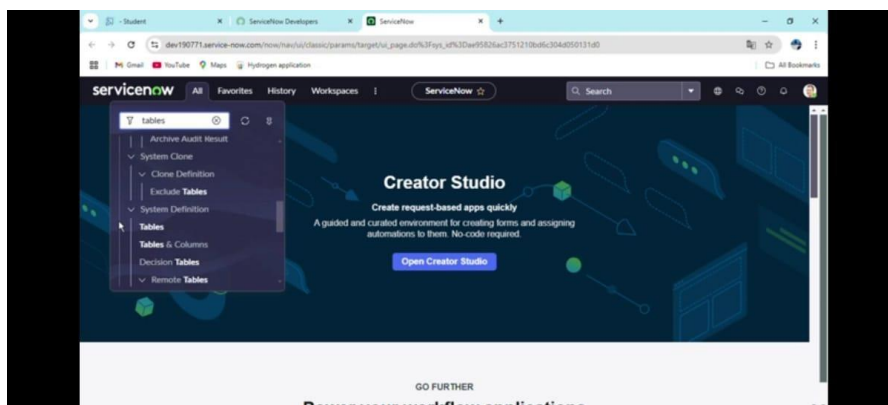 - Student
ServiceNow Developers
ServiceNow
dev190771.service-now.com/now/nav/ui/classic/params/target/ui_page.do%3Fsys_id%3Dae95826ac3751210bd6c304d050131d0
Gmail YouTube Maps Hydrogen application
All Bookmarks
servicenow All Favorites History Workspaces
ServiceNow
Search
tables
Archive Audit Result
System Clone
Clone Definition
Exclude Tables
System Definition
Tables
Tables & Columns
Decision Tables
Remote Tables
Creator Studio
Create request-based apps quickly
A guided and curated environment for creating forms and assigning
automations to them. No-code required.
Open Creator Studio
GO FURTHER
Power your workflow applications